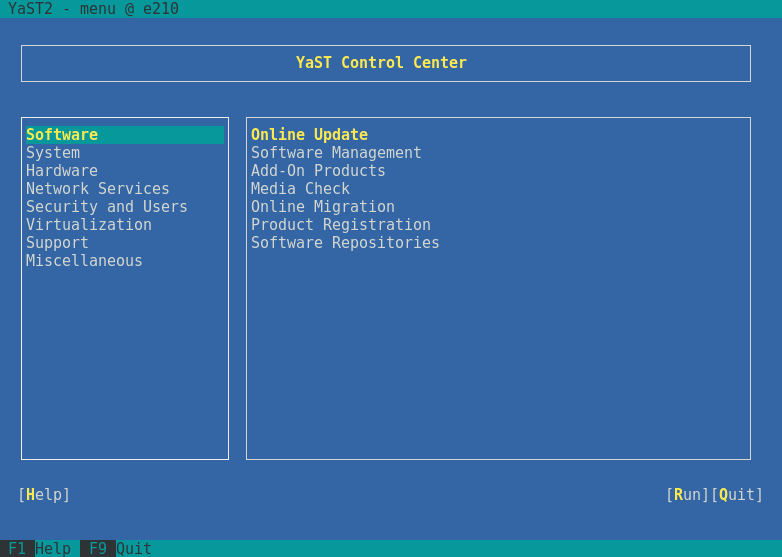 YaST2 - menu @ e210
YaST Control Center
Software
System
Hardware
Network Services
Security and Users
Virtualization
Support
Miscellaneous
Online Update
Software Management
Add-On Products
Media Check
Online Migration
Product Registration
Software Repositories
[Help] [Run][Quit]
F1 Help F9 Quit